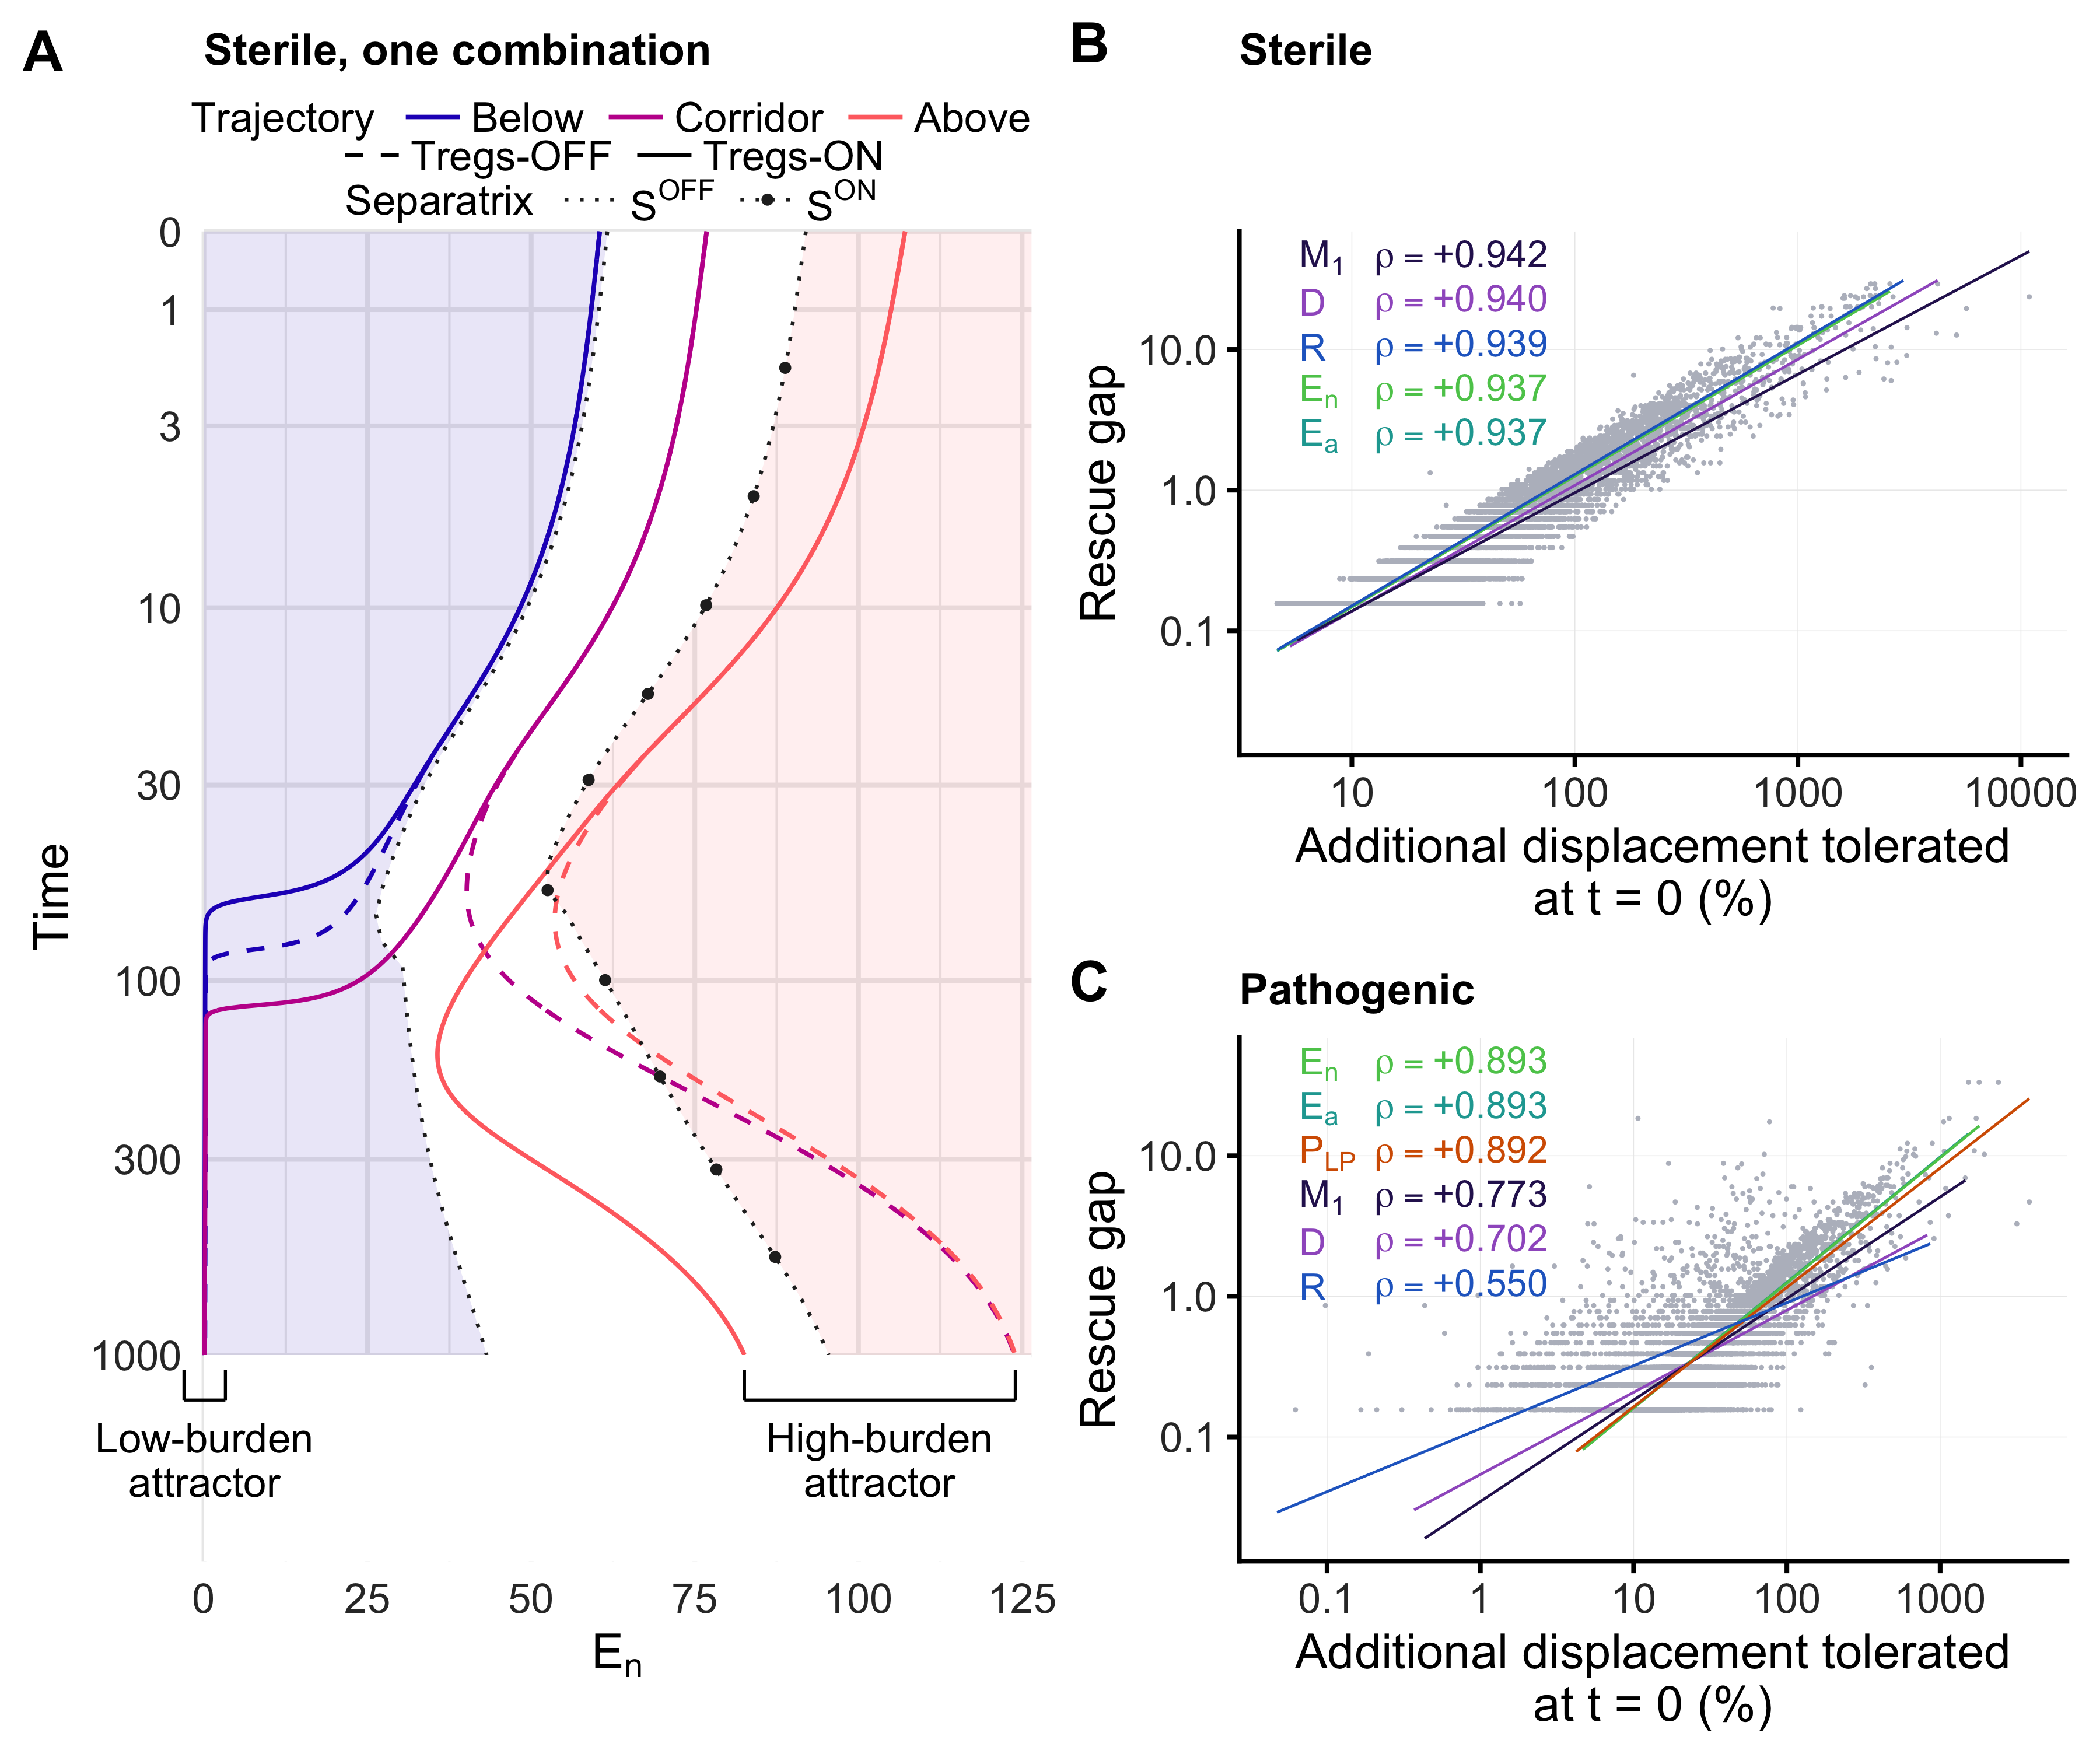 A
Sterile, one combination
Trajectory Below Corridor Above
Tregs-OFF Tregs-ON
Separatrix S^OFF S^ON
0
1
3
10
30
100
300
1000
Time
Low-burden
attractor
High-burden
attractor
0 25 50 75 100 125
E_n
B
Sterile
M_1 ρ = +0.942
D ρ = +0.940
R ρ = +0.939
E_n ρ = +0.937
E_a ρ = +0.937
10.0
1.0
0.1
Rescue gap
10 100 1000 10000
Additional displacement tolerated
at t = 0 (%)
C
Pathogenic
E_n ρ = +0.893
E_a ρ = +0.893
P_LP ρ = +0.892
M_1 ρ = +0.773
D ρ = +0.702
R ρ = +0.550
10.0
1.0
0.1
Rescue gap
0.1 1 10 100 1000
Additional displacement tolerated
at t = 0 (%)